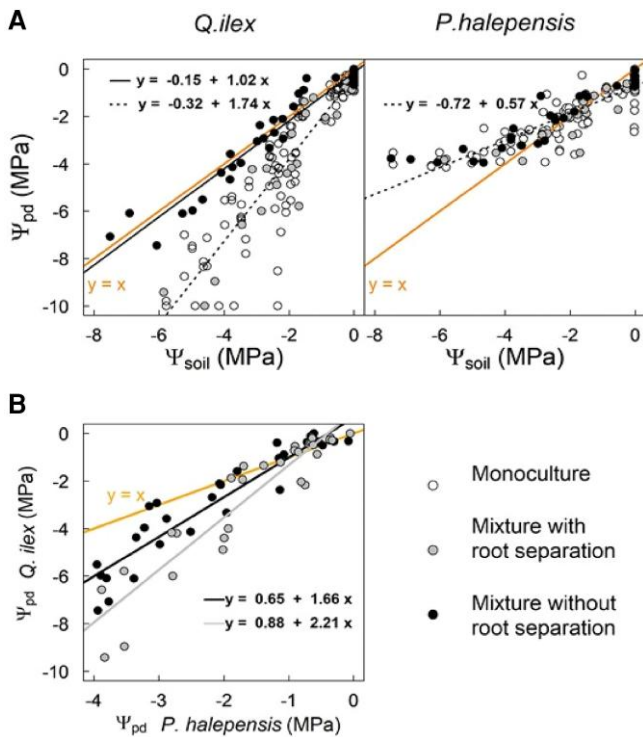 A
Q.ilex
P.halepensis
0
-2
-4
-6
-8
-10
Ψpd (MPa)
y = -0.15 + 1.02 x
y = -0.32 + 1.74 x
y = x
-8 -6 -4 -2 0
Ψsoil (MPa)
y = -0.72 + 0.57 x
y = x
-8 -6 -4 -2 0
Ψsoil (MPa)
B
0
-2
-4
-6
-8
-10
Ψpd Q. ilex (MPa)
y = x
y = 0.65 + 1.66 x
y = 0.88 + 2.21 x
-4 -3 -2 -1 0
Ψpd P. halepensis (MPa)
Monoculture
Mixture with
root separation
Mixture without
root separation